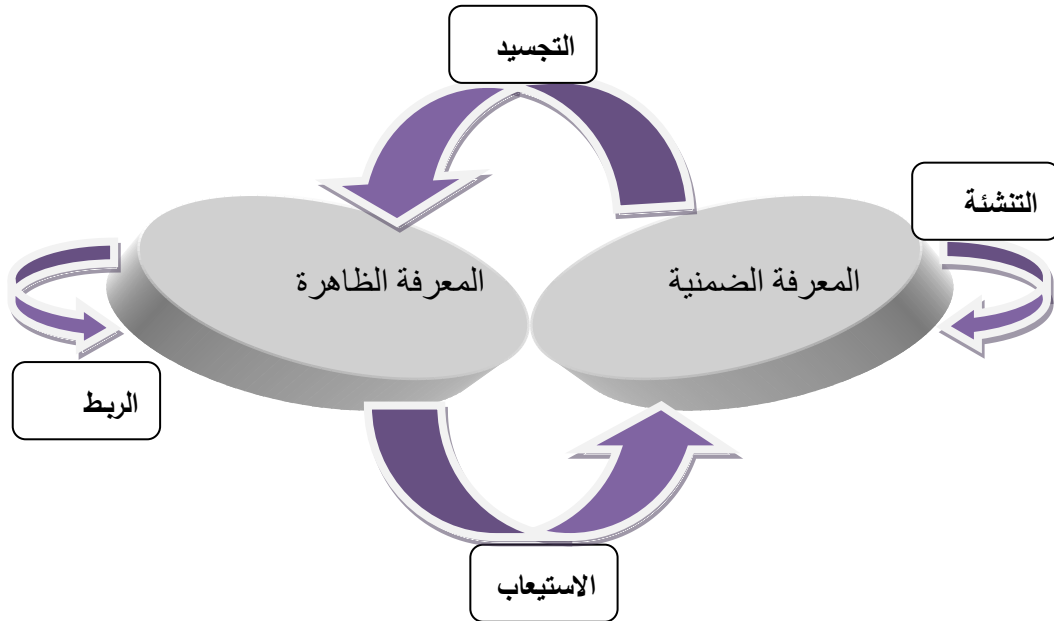 التجسيد
التنشئة
المعرفة الضمنية
المعرفة الظاهرة
الربط
الاستيعاب